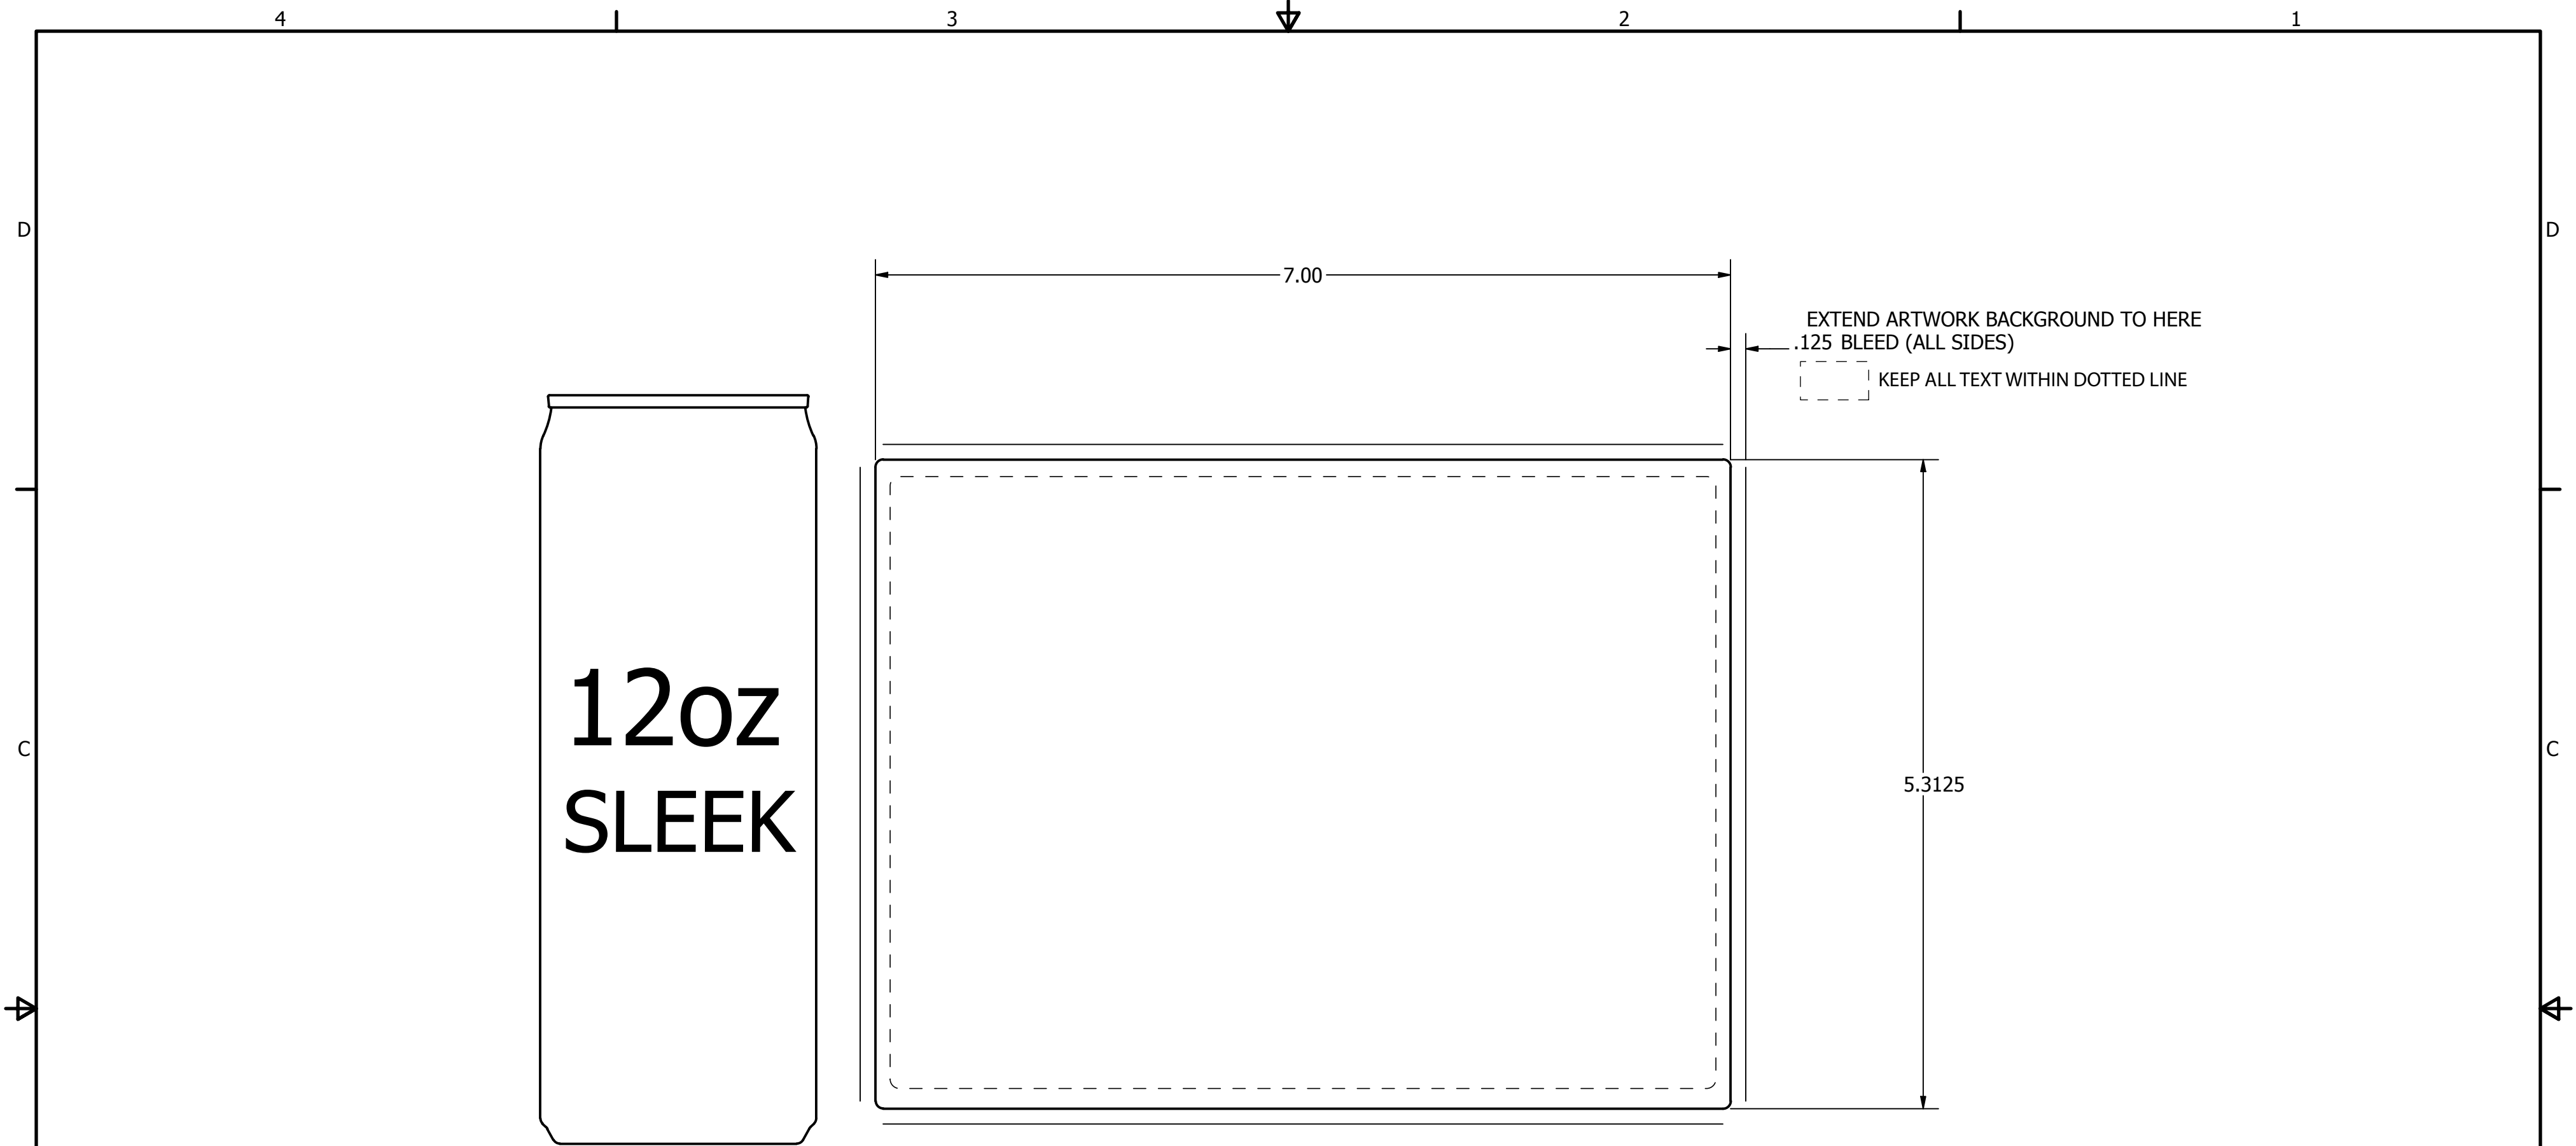 4 3 2 1
D D
7.00
EXTEND ARTWORK BACKGROUND TO HERE
.125 BLEED (ALL SIDES)
KEEP ALL TEXT WITHIN DOTTED LINE
12oz
SLEEK
C C
5.3125